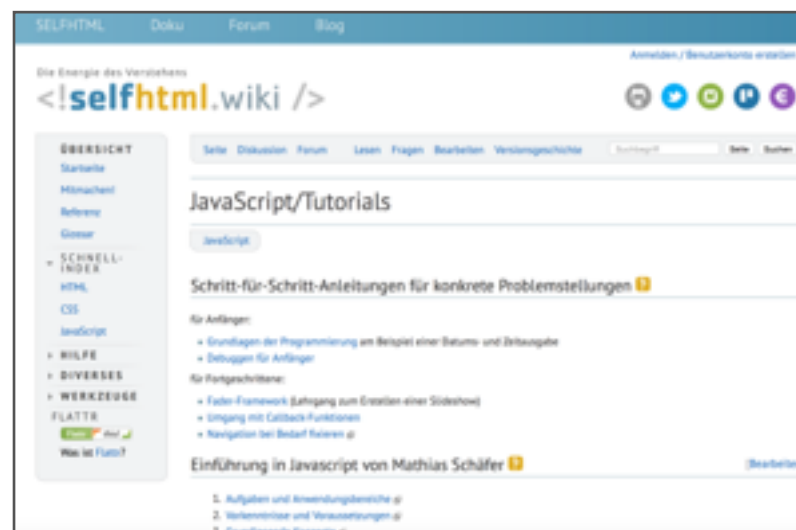 SELFHTML Doku Forum Blog
Anmelden / Benutzerkonto erstellen
Die Energie des Verstehens
<!selfhtml.wiki />
ÜBERSICHT
Startseite
Mitmachen!
Referenz
Glossar
SCHNELL-
INDEX
HTML
CSS
JavaScript
HILFE
DIVERSES
WERKZEUGE
FLATTR
Flattr
Was ist Flattr?
Seite Diskussion Forum Lesen Fragen Bearbeiten Versionsgeschichte Suchbegriff Seite Suchen
JavaScript/Tutorials
JavaScript
Schritt-für-Schritt-Anleitungen für konkrete Problemstellungen
für Anfänger:
Grundlagen der Programmierung am Beispiel einer Datums- und Zeitausgabe
Debuggen für Anfänger
für Fortgeschrittene:
Fader-Framework (Lehrgang zum Erstellen einer Slideshow)
Umgang mit Callback-Funktionen
Navigation bei Bedarf fixieren
Einführung in Javascript von Mathias Schäfer [Bearbeiten
1. Aufgaben und Anwendungsbereiche
2. Vorkenntnisse und Voraussetzungen